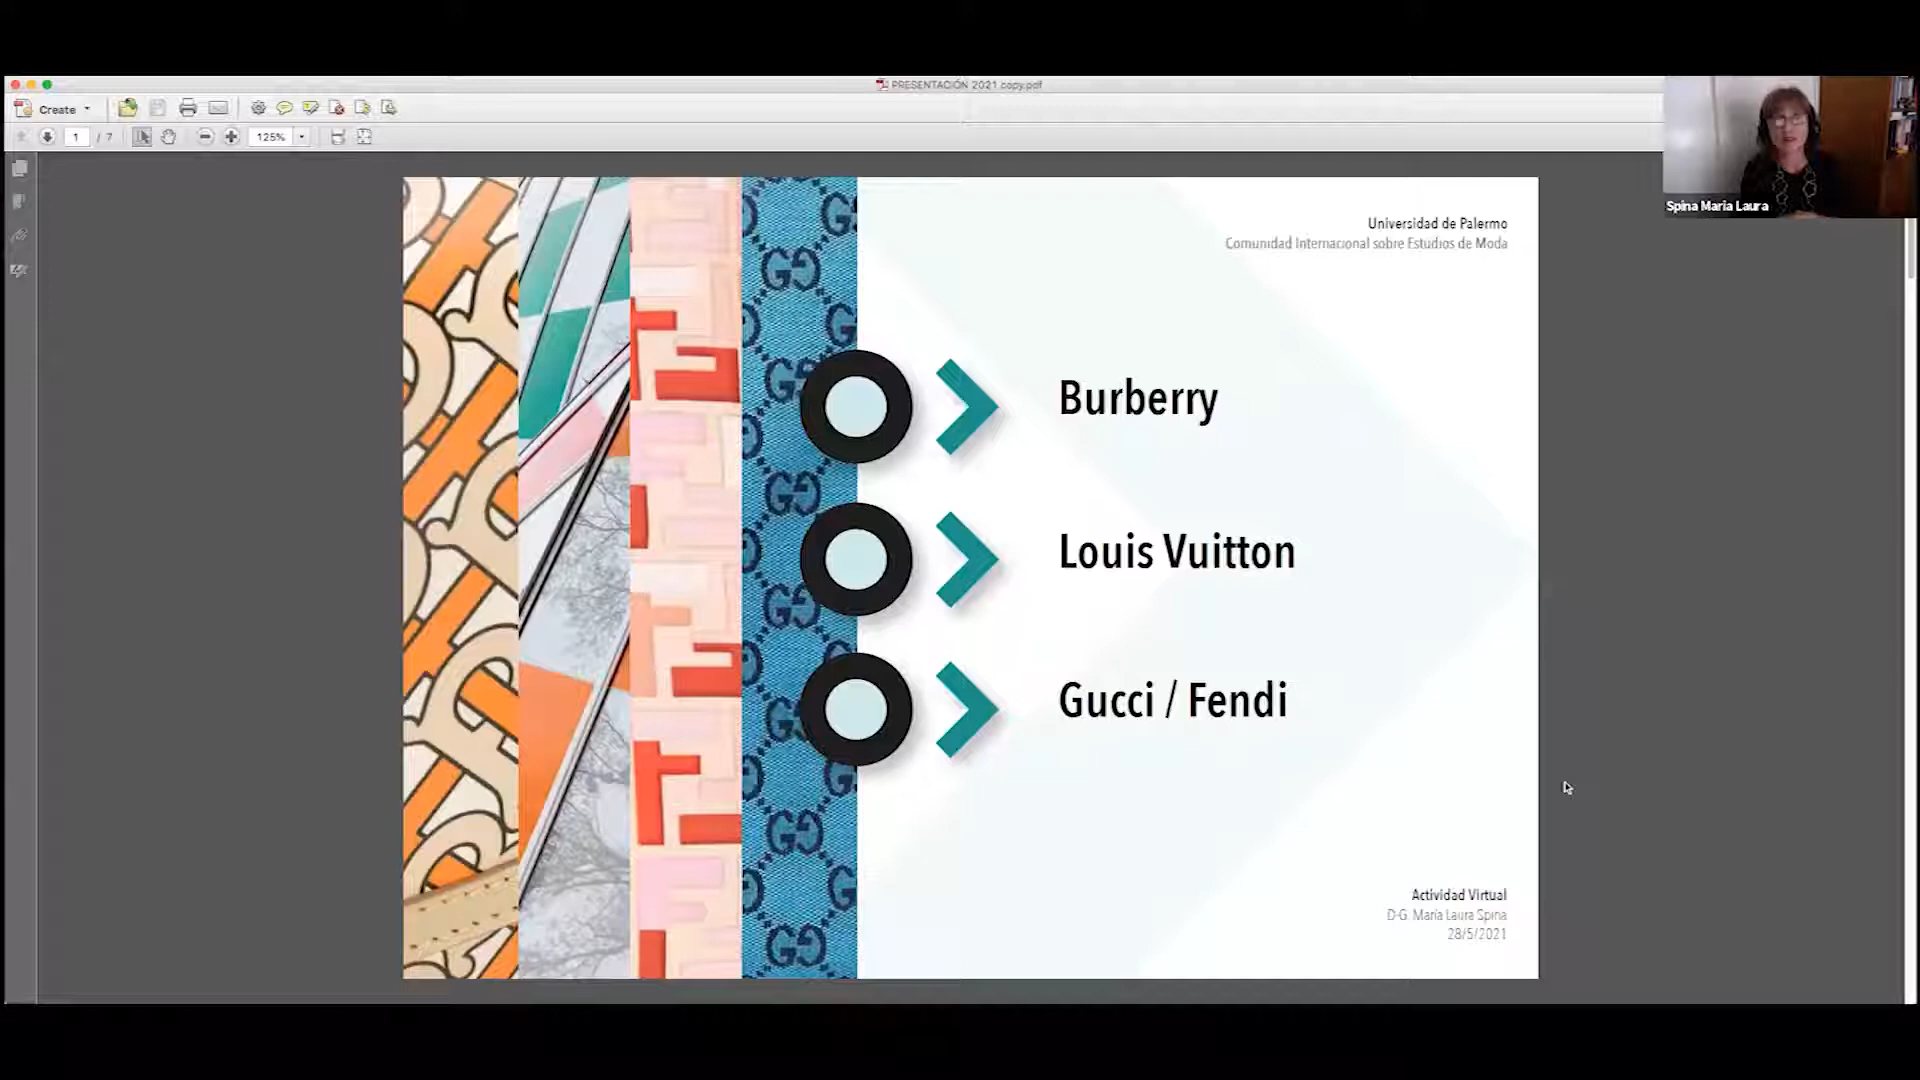 PRESENTACIÓN 2021 copy.pdf
Create
1 / 7
125%
Spina Maria Laura
Universidad de Palermo
Comunidad Internacional sobre Estudios de Moda
Burberry
Louis Vuitton
Gucci / Fendi
Actividad Virtual
D·G María Laura Spina
28/5/2021